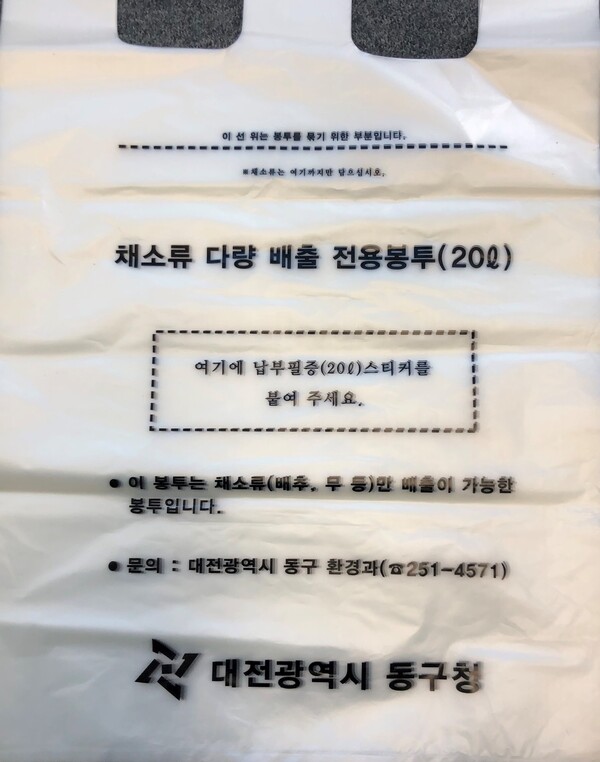 이 선 위는 봉투를 묶기 위한 부분입니다.
※채소류는 여기까지만 담으십시오.
채소류 다량 배출 전용봉투(20ℓ)
여기에 납부필증(20ℓ)스티커를
붙여 주세요.
● 이 봉투는 채소류(배추, 무 등)만 배출이 가능한
봉투입니다.
● 문의 : 대전광역시 동구 환경과(☎251-4571)
대전광역시 동구청